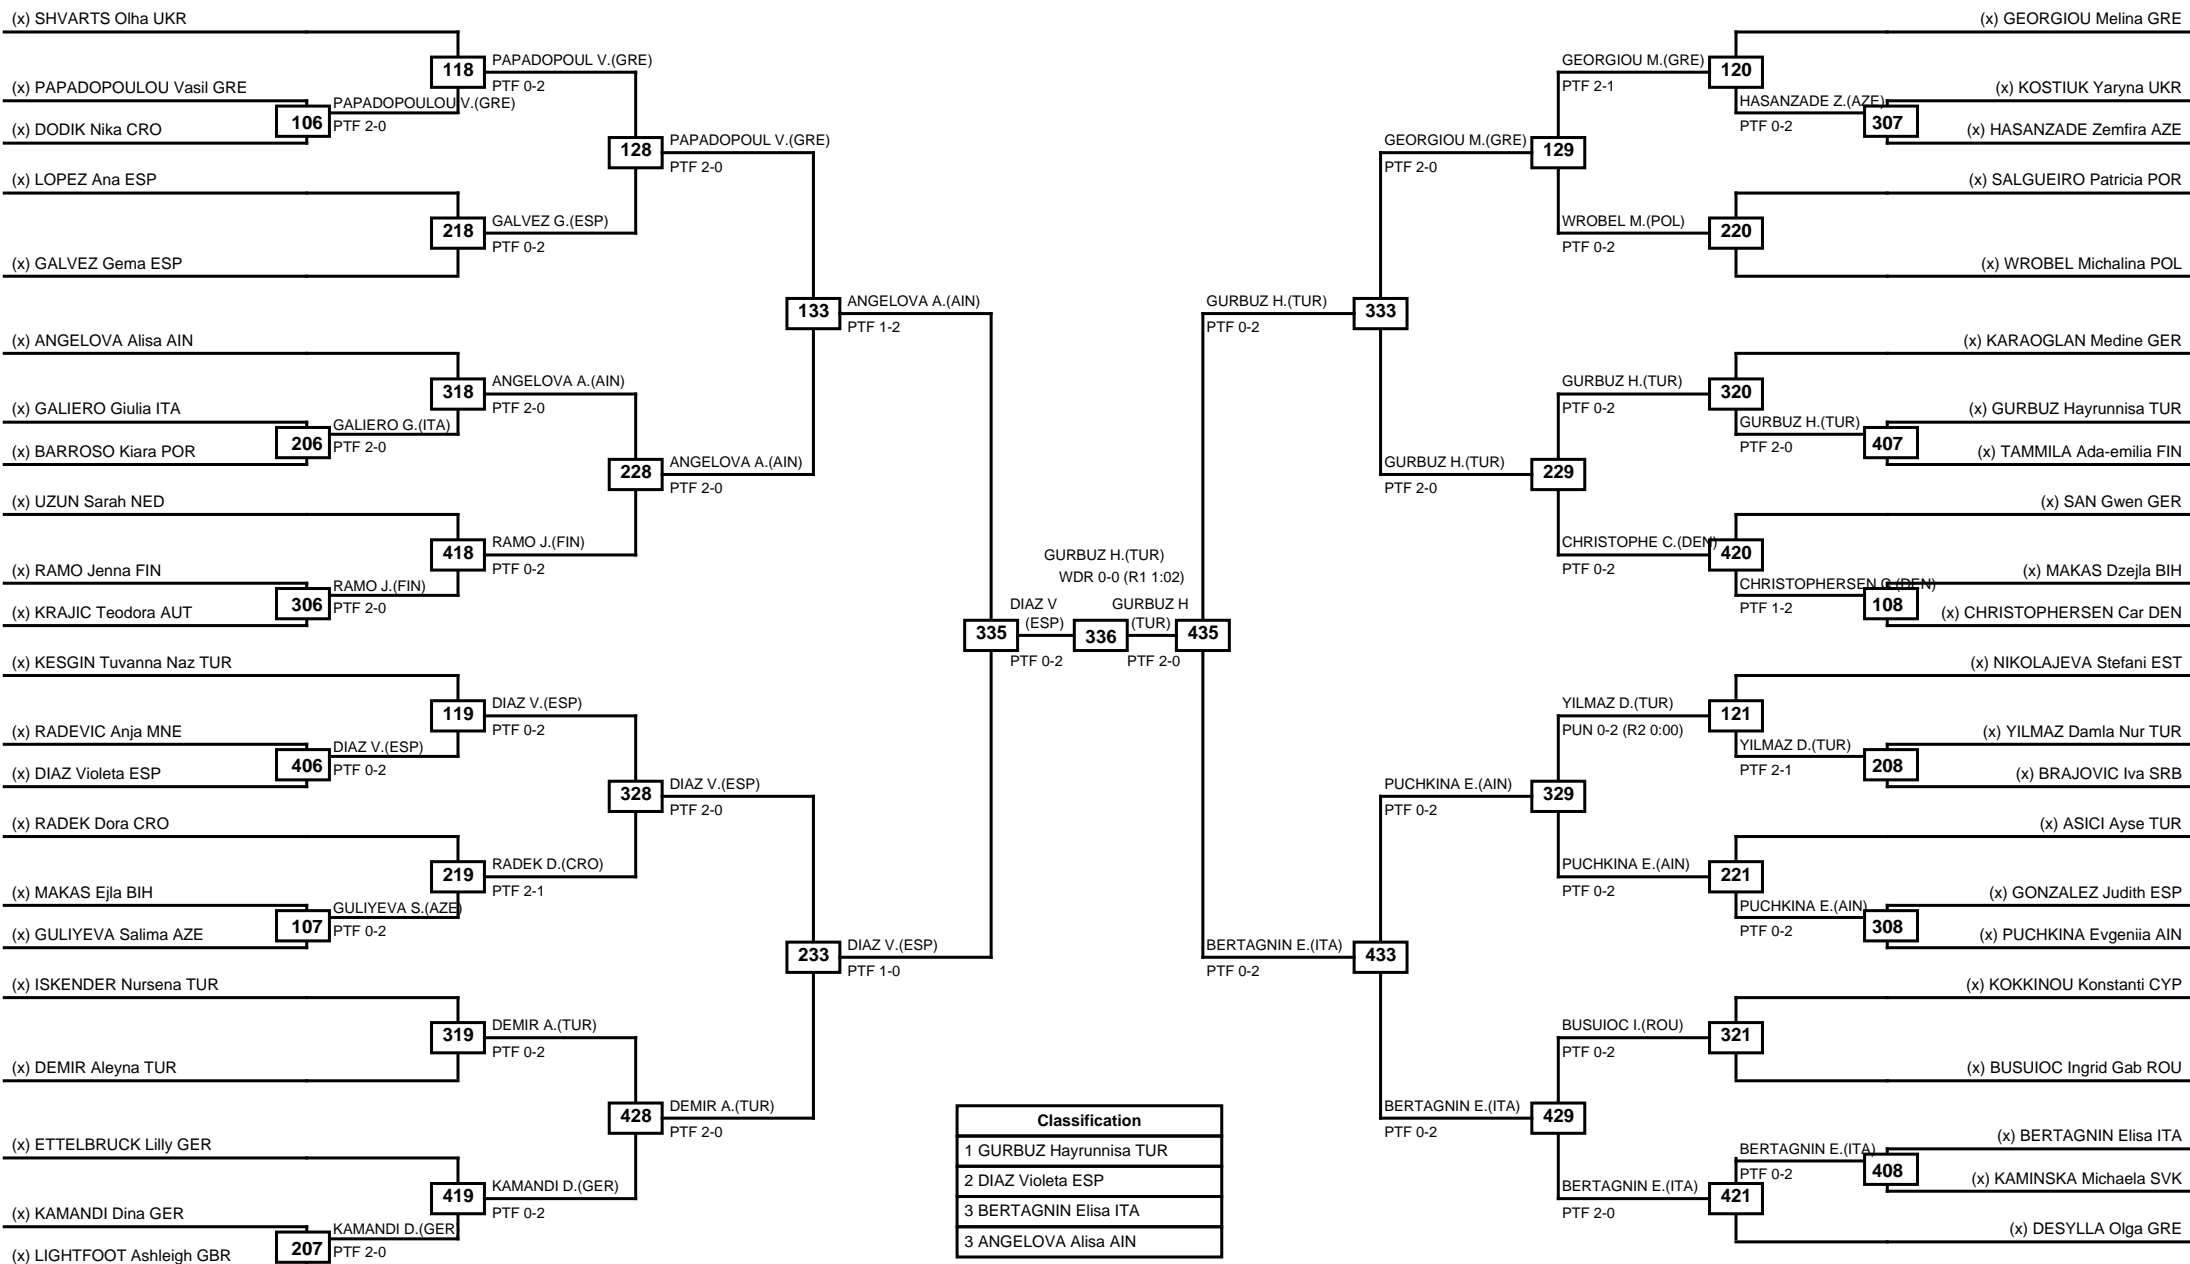 (x) SHVARTS Olha UKR
118
PAPADOPOUL V.(GRE)
PTF 0-2
(x) PAPADOPOULOU Vasil GRE
106
PAPADOPOULOU V.(GRE)
PTF 2-0
(x) DODIK Nika CRO
128
PAPADOPOUL V.(GRE)
PTF 2-0
(x) LOPEZ Ana ESP
218
GALVEZ G.(ESP)
PTF 0-2
(x) GALVEZ Gema ESP
133
ANGELOVA A.(AIN)
PTF 1-2
(x) ANGELOVA Alisa AIN
318
ANGELOVA A.(AIN)
PTF 2-0
(x) GALIERO Giulia ITA
206
GALIERO G.(ITA)
PTF 2-0
(x) BARROSO Kiara POR
228
ANGELOVA A.(AIN)
PTF 2-0
(x) UZUN Sarah NED
418
RAMO J.(FIN)
PTF 0-2
(x) RAMO Jenna FIN
306
RAMO J.(FIN)
PTF 2-0
(x) KRAJIC Teodora AUT
335
DIAZ V
(ESP)
PTF 0-2
(x) KESGIN Tuvanna Naz TUR
119
DIAZ V.(ESP)
PTF 0-2
(x) RADEVIC Anja MNE
406
DIAZ V.(ESP)
PTF 0-2
(x) DIAZ Violeta ESP
328
DIAZ V.(ESP)
PTF 2-0
(x) RADEK Dora CRO
219
RADEK D.(CRO)
PTF 2-1
(x) MAKAS Ejla BIH
107
GULIYEVA S.(AZE)
PTF 0-2
(x) GULIYEVA Salima AZE
233
DIAZ V.(ESP)
PTF 1-0
(x) ISKENDER Nursena TUR
319
DEMIR A.(TUR)
PTF 0-2
(x) DEMIR Aleyna TUR
428
DEMIR A.(TUR)
PTF 2-0
(x) ETTELBRUCK Lilly GER
419
KAMANDI D.(GER)
PTF 0-2
(x) KAMANDI Dina GER
207
KAMANDI D.(GER)
PTF 2-0
(x) LIGHTFOOT Ashleigh GBR
GURBUZ H.(TUR)
WDR 0-0 (R1 1:02)
336
GURBUZ H
(TUR)
PTF 2-0
435
(x) GEORGIOU Melina GRE
GEORGIOU M.(GRE)
PTF 2-1
120
(x) KOSTIUK Yaryna UKR
HASANZADE Z.(AZE)
PTF 0-2
307
(x) HASANZADE Zemfira AZE
GEORGIOU M.(GRE)
PTF 2-0
129
(x) SALGUEIRO Patricia POR
WROBEL M.(POL)
PTF 0-2
220
(x) WROBEL Michalina POL
GURBUZ H.(TUR)
PTF 0-2
333
(x) KARAOGLAN Medine GER
GURBUZ H.(TUR)
PTF 0-2
320
(x) GURBUZ Hayrunnisa TUR
GURBUZ H.(TUR)
PTF 2-0
407
(x) TAMMILA Ada-emilia FIN
GURBUZ H.(TUR)
PTF 2-0
229
(x) SAN Gwen GER
CHRISTOPHE C.(DEN)
PTF 0-2
420
(x) MAKAS Dzejla BIH
CHRISTOPHERSEN C.(DEN)
PTF 1-2
108
(x) CHRISTOPHERSEN Car DEN
(x) NIKOLAJEVA Stefani EST
YILMAZ D.(TUR)
PUN 0-2 (R2 0:00)
121
(x) YILMAZ Damla Nur TUR
YILMAZ D.(TUR)
PTF 2-1
208
(x) BRAJOVIC Iva SRB
PUCHKINA E.(AIN)
PTF 0-2
329
(x) ASICI Ayse TUR
PUCHKINA E.(AIN)
PTF 0-2
221
(x) GONZALEZ Judith ESP
PUCHKINA E.(AIN)
PTF 0-2
308
(x) PUCHKINA Evgeniia AIN
BERTAGNIN E.(ITA)
PTF 0-2
433
(x) KOKKINOU Konstanti CYP
BUSUIOC I.(ROU)
PTF 0-2
321
(x) BUSUIOC Ingrid Gab ROU
BERTAGNIN E.(ITA)
PTF 0-2
429
(x) BERTAGNIN Elisa ITA
BERTAGNIN E.(ITA)
PTF 0-2
408
(x) KAMINSKA Michaela SVK
BERTAGNIN E.(ITA)
PTF 2-0
421
(x) DESYLLA Olga GRE
Classification
1 GURBUZ Hayrunnisa TUR
2 DIAZ Violeta ESP
3 BERTAGNIN Elisa ITA
3 ANGELOVA Alisa AIN